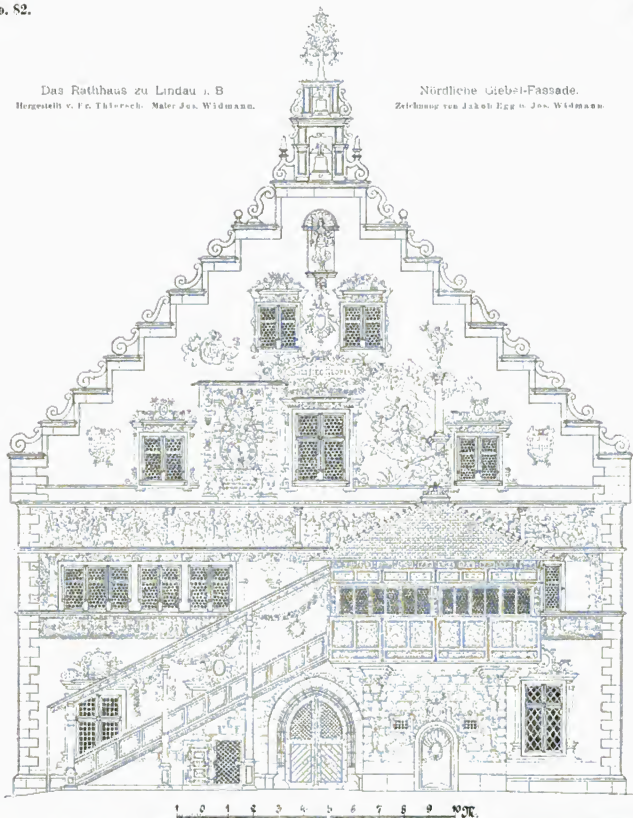 p. 82.
Das Rathhaus zu Lindau i. B
Hergestellt v. Fr. Thiersch. Maler Jos. Widmann.
Nördliche Giebel-Fassade.
Zeichnung von Jakob Egg u. Jos. Widmann.
1 0 1 2 3 4 5 6 7 8 9 10 M.